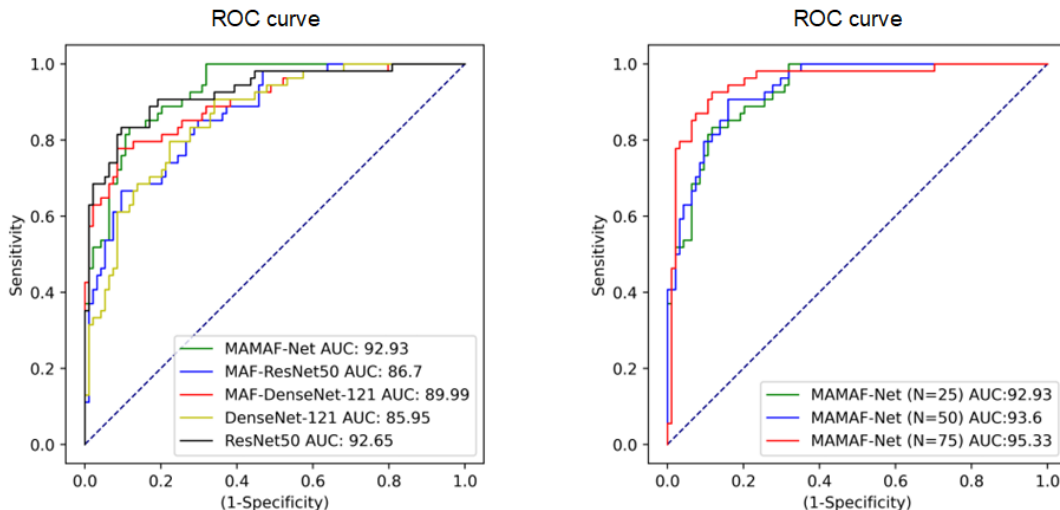 ROC curve
1.0
0.8
0.6
0.4
0.2
0.0
Sensitivity
MAMAF-Net AUC: 92.93
MAF-ResNet50 AUC: 86.7
MAF-DenseNet-121 AUC: 89.99
DenseNet-121 AUC: 85.95
ResNet50 AUC: 92.65
0.0 0.2 0.4 0.6 0.8 1.0
(1-Specificity)
ROC curve
1.0
0.8
0.6
0.4
0.2
0.0
Sensitivity
MAMAF-Net (N=25) AUC:92.93
MAMAF-Net (N=50) AUC:93.6
MAMAF-Net (N=75) AUC:95.33
0.0 0.2 0.4 0.6 0.8 1.0
(1-Specificity)